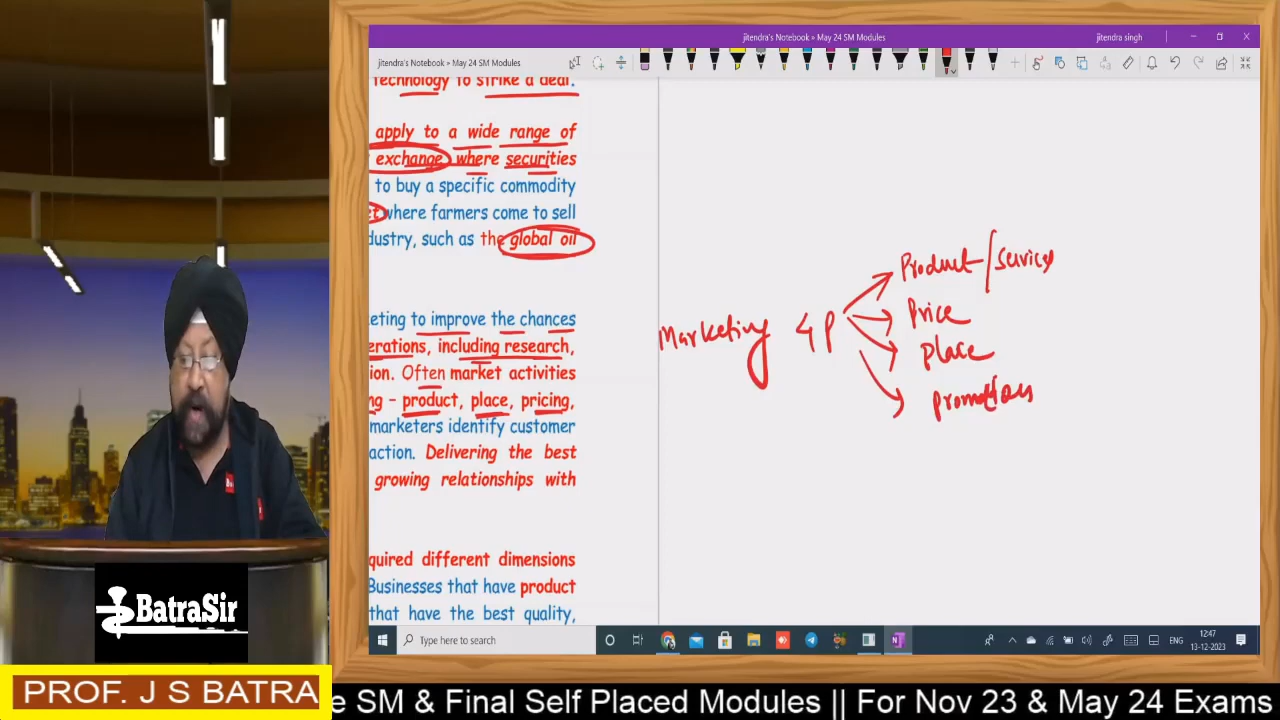 jitendra's Notebook » May 24 SM Modules
jitendra singh
jitendra's Notebook » May 24 SM Modules
technology to strike a deal.
apply to a wide range of
exchange where securities
to buy a specific commodity
et where farmers come to sell
dustry, such as the global oil
keting to improve the chances
erations, including research,
ion. Often market activities
ng – product, place, pricing,
marketers identify customer
action. Delivering the best
growing relationships with
quired different dimensions
Businesses that have product
that have the best quality,
Marketing 4P
Product/Services
Price
place
promotions
BatraSir
Type here to search
ENG
12:47
13-12-2023
PROF. J S BATRA
e SM & Final Self Placed Modules || For Nov 23 & May 24 Exams